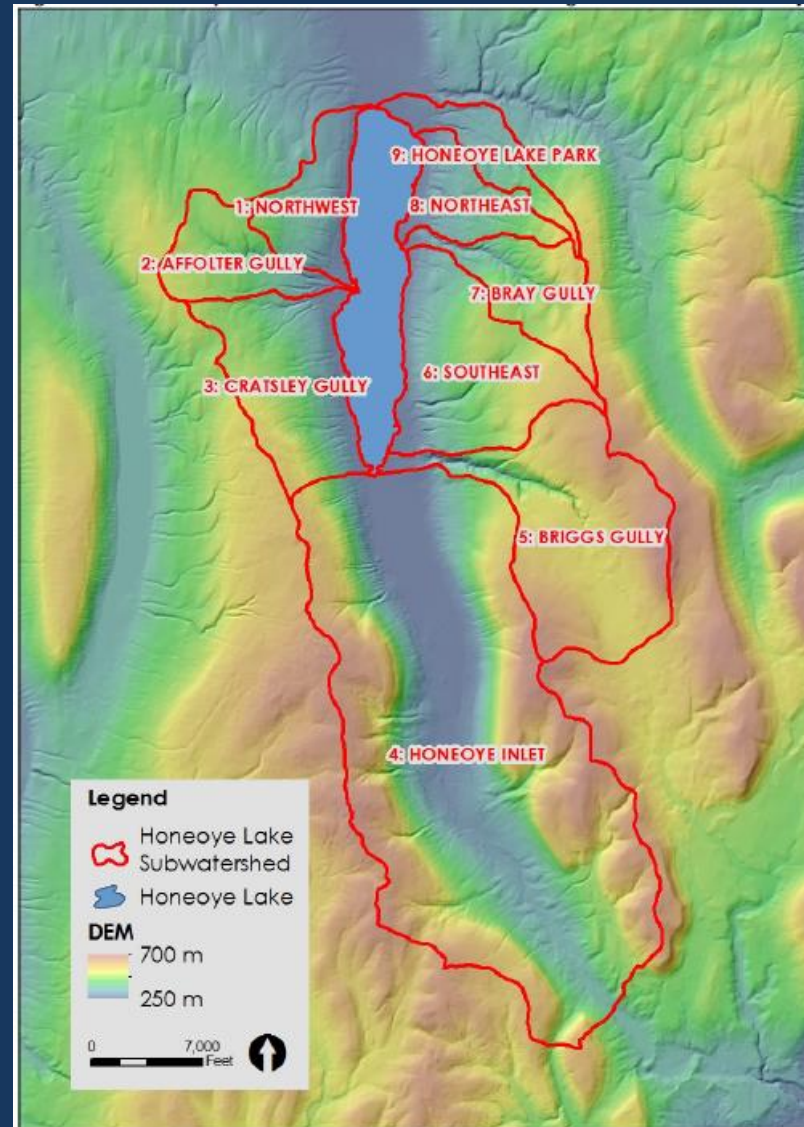 9: HONEOYE LAKE PARK
1: NORTHWEST
8: NORTHEAST
2: AFFOLTER GULLY
7: BRAY GULLY
6: SOUTHEAST
3: CRATSLEY GULLY
5: BRIGGS GULLY
4: HONEOYE INLET
Legend
Honeoye Lake
Subwatershed
Honeoye Lake
DEM
700 m
250 m
0 7,000
Feet